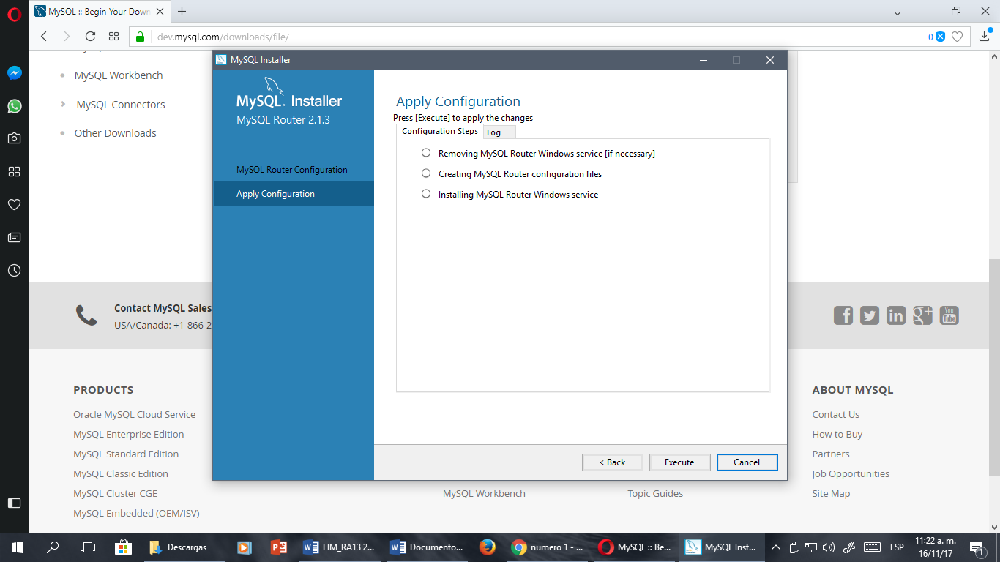 MySQL :: Begin Your Down
dev.mysql.com/downloads/file/
0
MySQL Workbench
MySQL Connectors
Other Downloads
MySQL Installer
MySQL. Installer
MySQL Router 2.1.3
MySQL Router Configuration
Apply Configuration
Apply Configuration
Press [Execute] to apply the changes
Configuration Steps
Log
Removing MySQL Router Windows service [if necessary]
Creating MySQL Router configuration files
Installing MySQL Router Windows service
< Back
Execute
Cancel
Contact MySQL Sales
USA/Canada: +1-866-2
You
Tube
PRODUCTS
Oracle MySQL Cloud Service
MySQL Enterprise Edition
MySQL Standard Edition
MySQL Classic Edition
MySQL Cluster CGE
MySQL Embedded (OEM/ISV)
MySQL Workbench
Topic Guides
ABOUT MYSQL
Contact Us
How to Buy
Partners
Job Opportunities
Site Map
Descargas
HM_RA13 2...
Documento...
numero 1 - ...
MySQL :: Be...
MySQL Inst...
ESP
11:22 a. m.
16/11/17
1